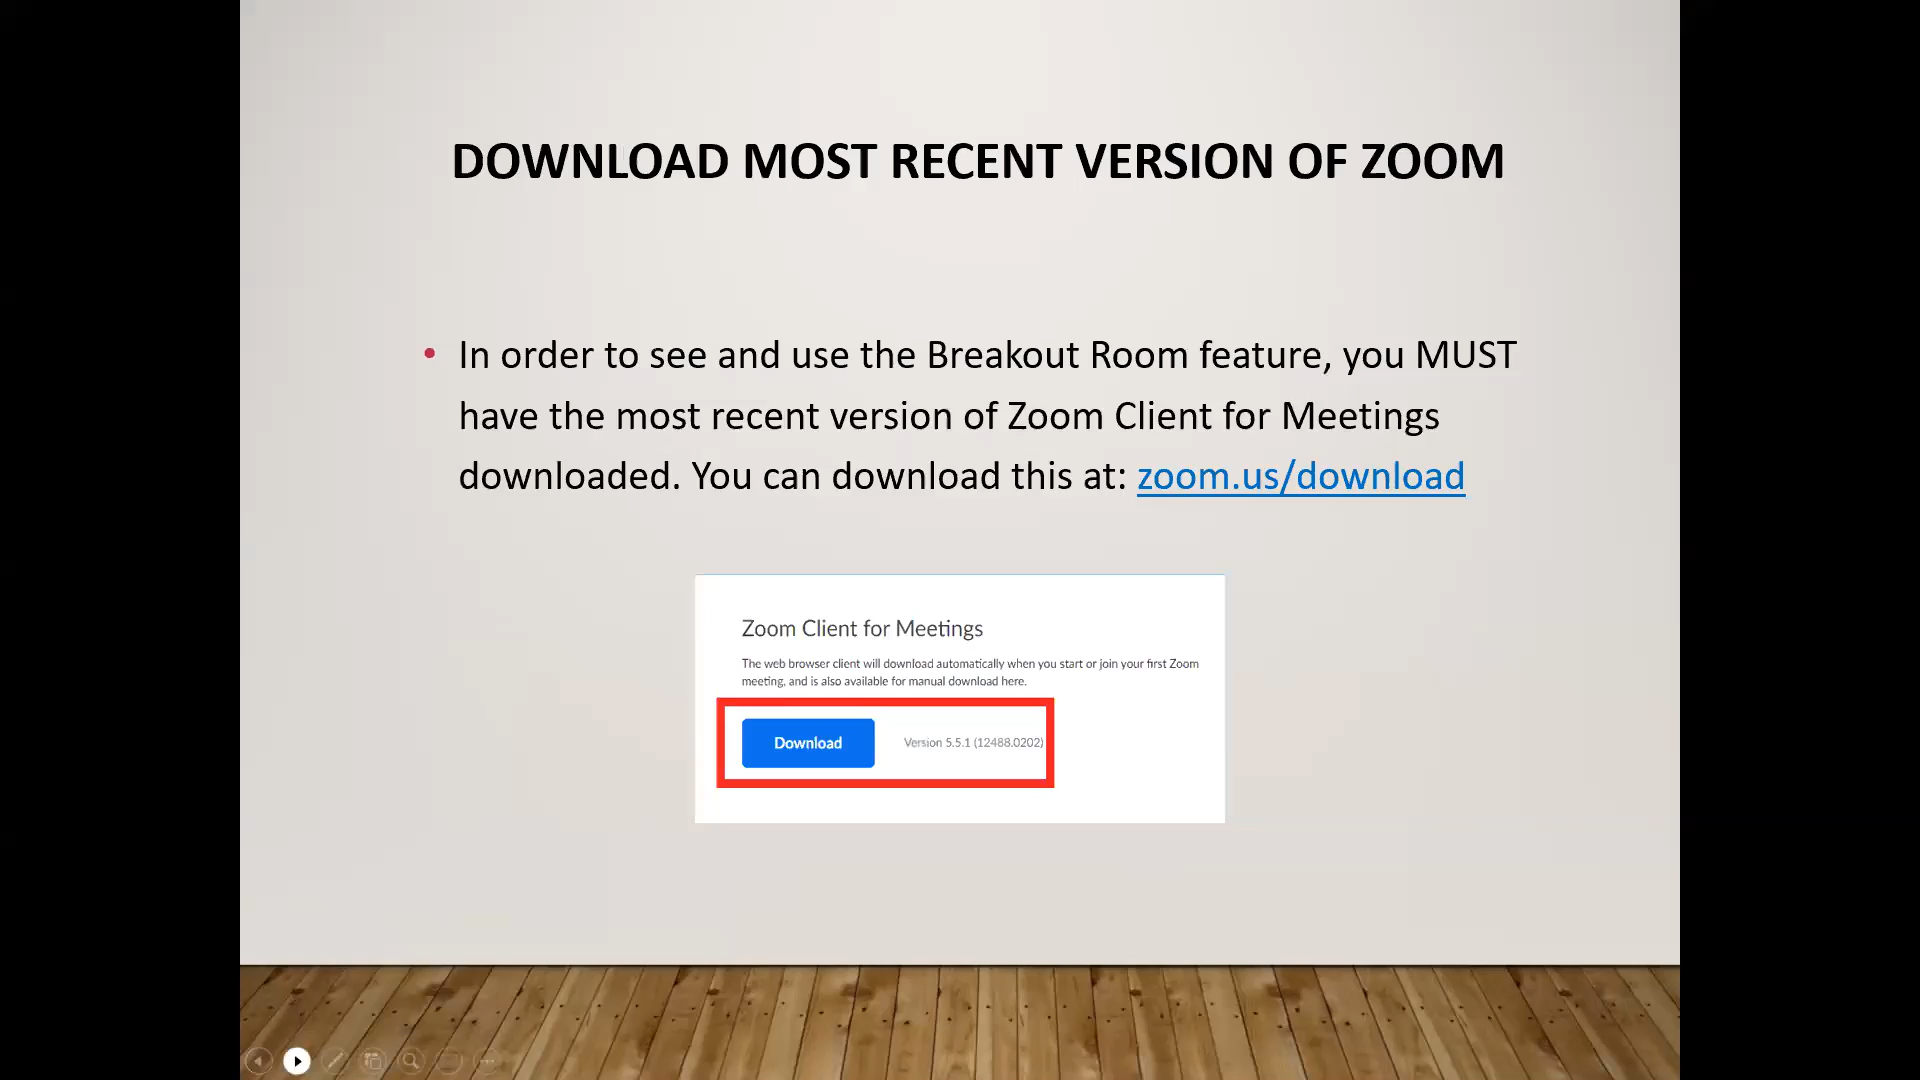 DOWNLOAD MOST RECENT VERSION OF ZOOM
• In order to see and use the Breakout Room feature, you MUST
have the most recent version of Zoom Client for Meetings
downloaded. You can download this at: zoom.us/download
Zoom Client for Meetings
The web browser client will download automatically when you start or join your first Zoom
meeting, and is also available for manual download here.
Download Version 5.5.1 (12488.0202)